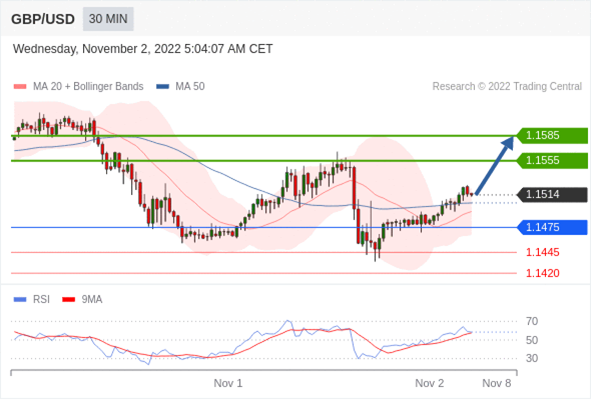 GBP/USD 30 MIN
Wednesday, November 2, 2022 5:04:07 AM CET
MA 20 + Bollinger Bands MA 50 Research © 2022 Trading Central
1.1585
1.1555
1.1514
1.1475
1.1445
1.1420
RSI 9MA
70
50
30
Nov 1 Nov 2 Nov 8